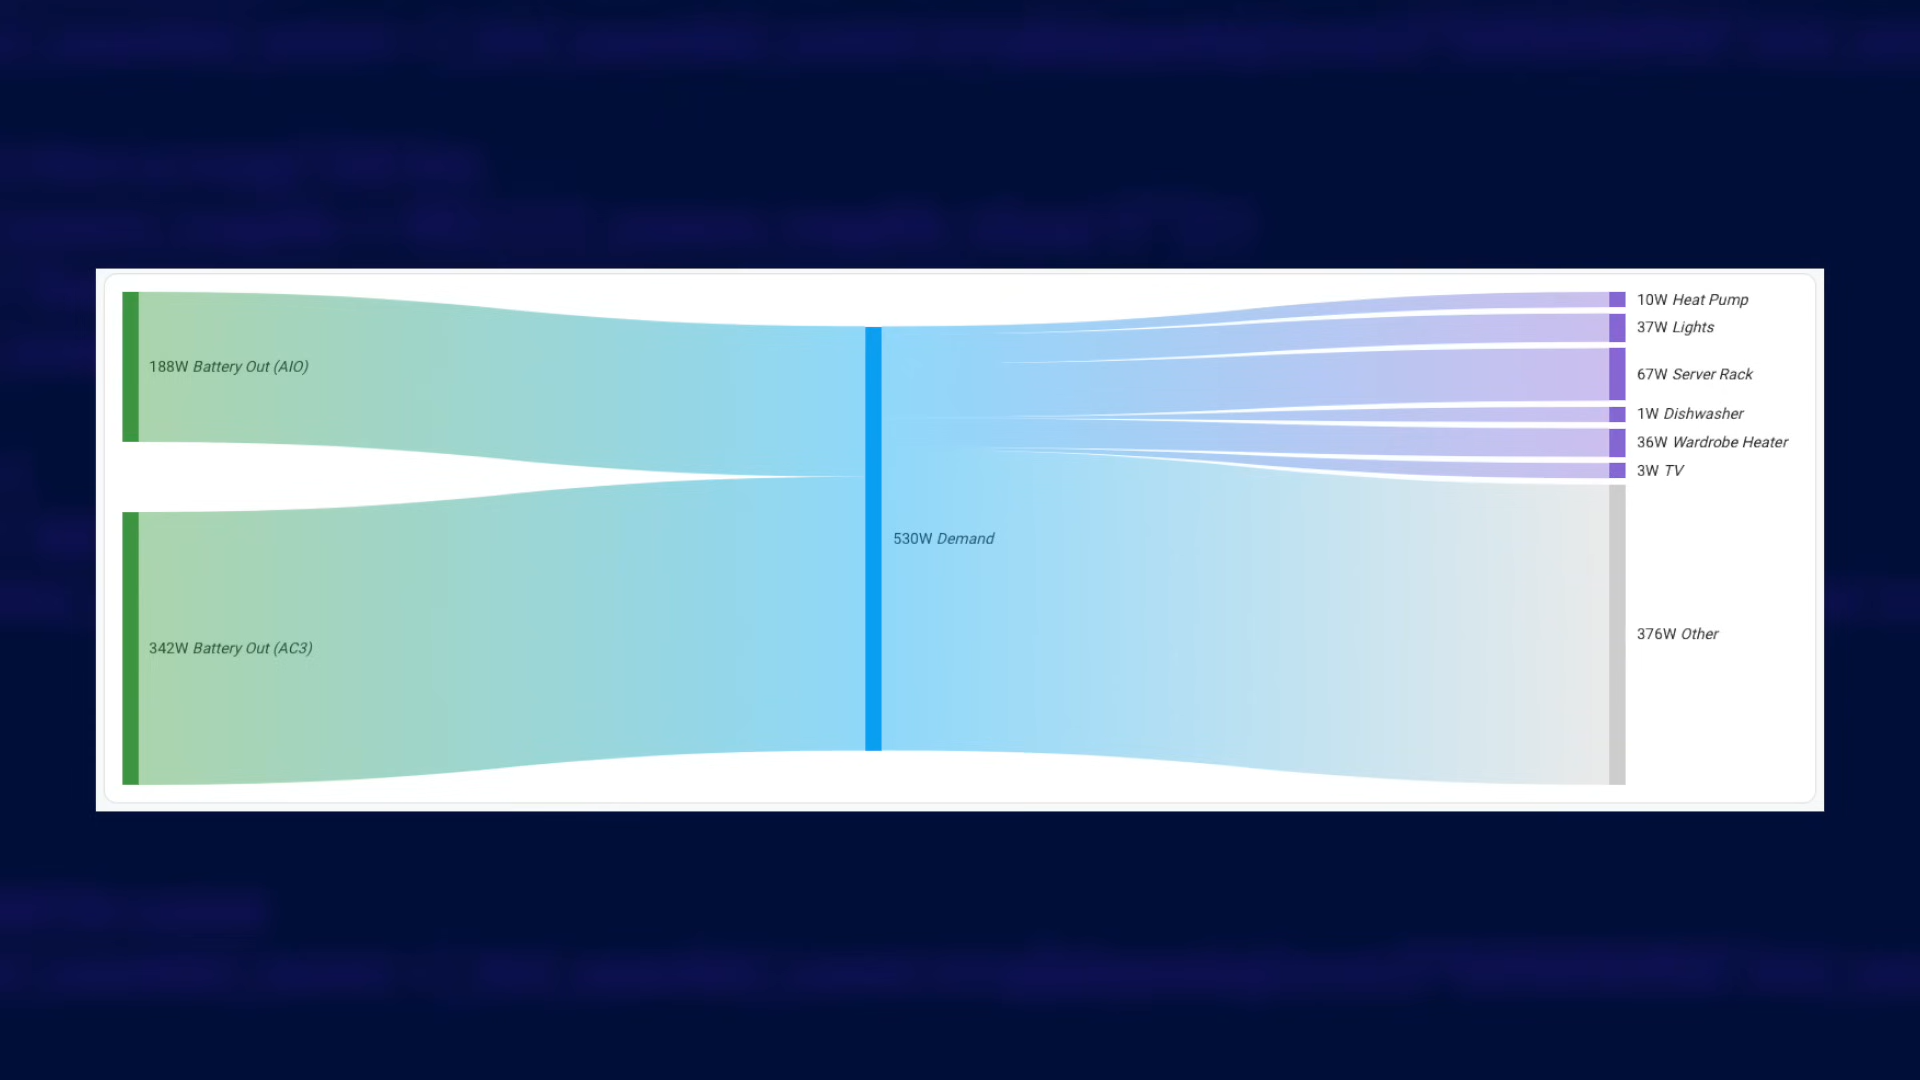 188W Battery Out (AIO)
342W Battery Out (AC3)
530W Demand
10W Heat Pump
37W Lights
67W Server Rack
1W Dishwasher
36W Wardrobe Heater
3W TV
376W Other